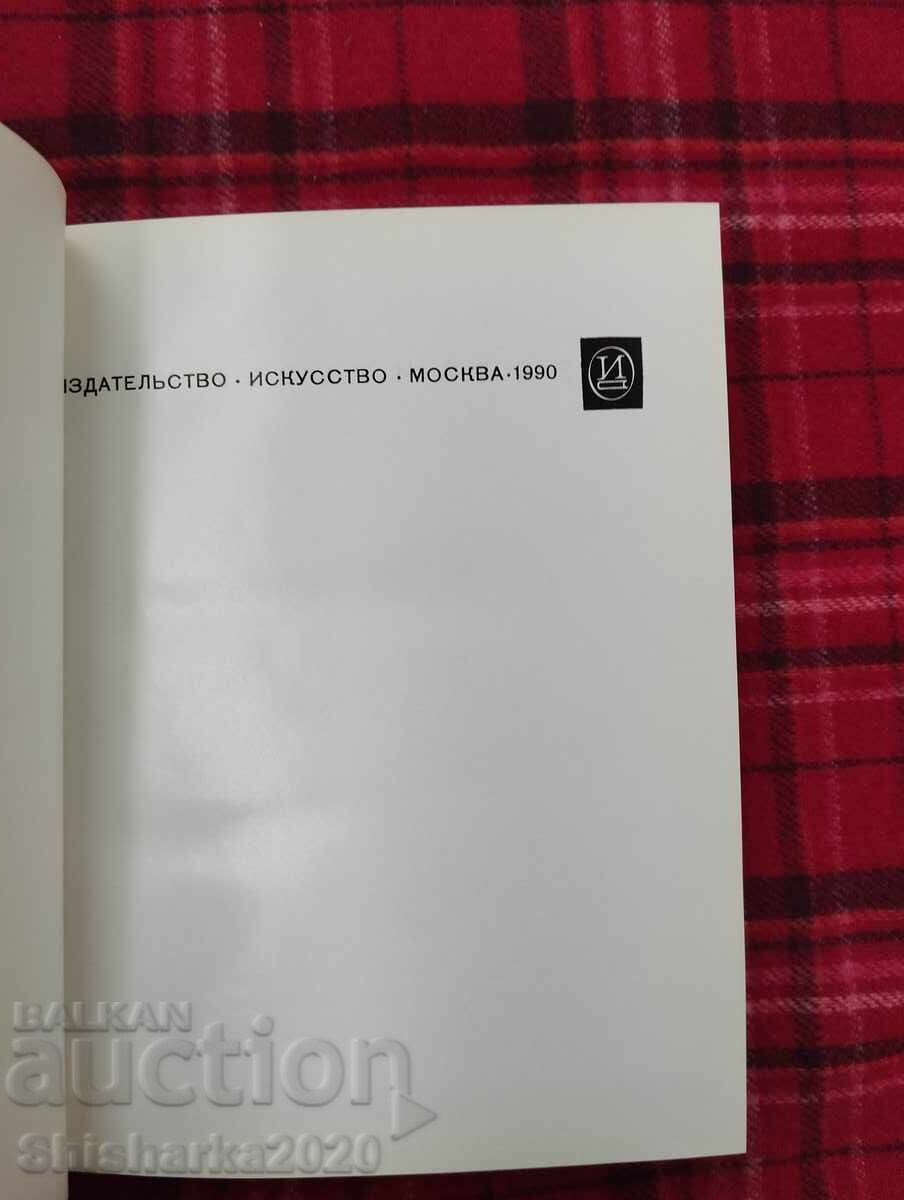 ИЗДАТЕЛЬСТВО · ИСКУССТВО · МОСКВА · 1990
И
BALKAN
auction
Shisharka2020